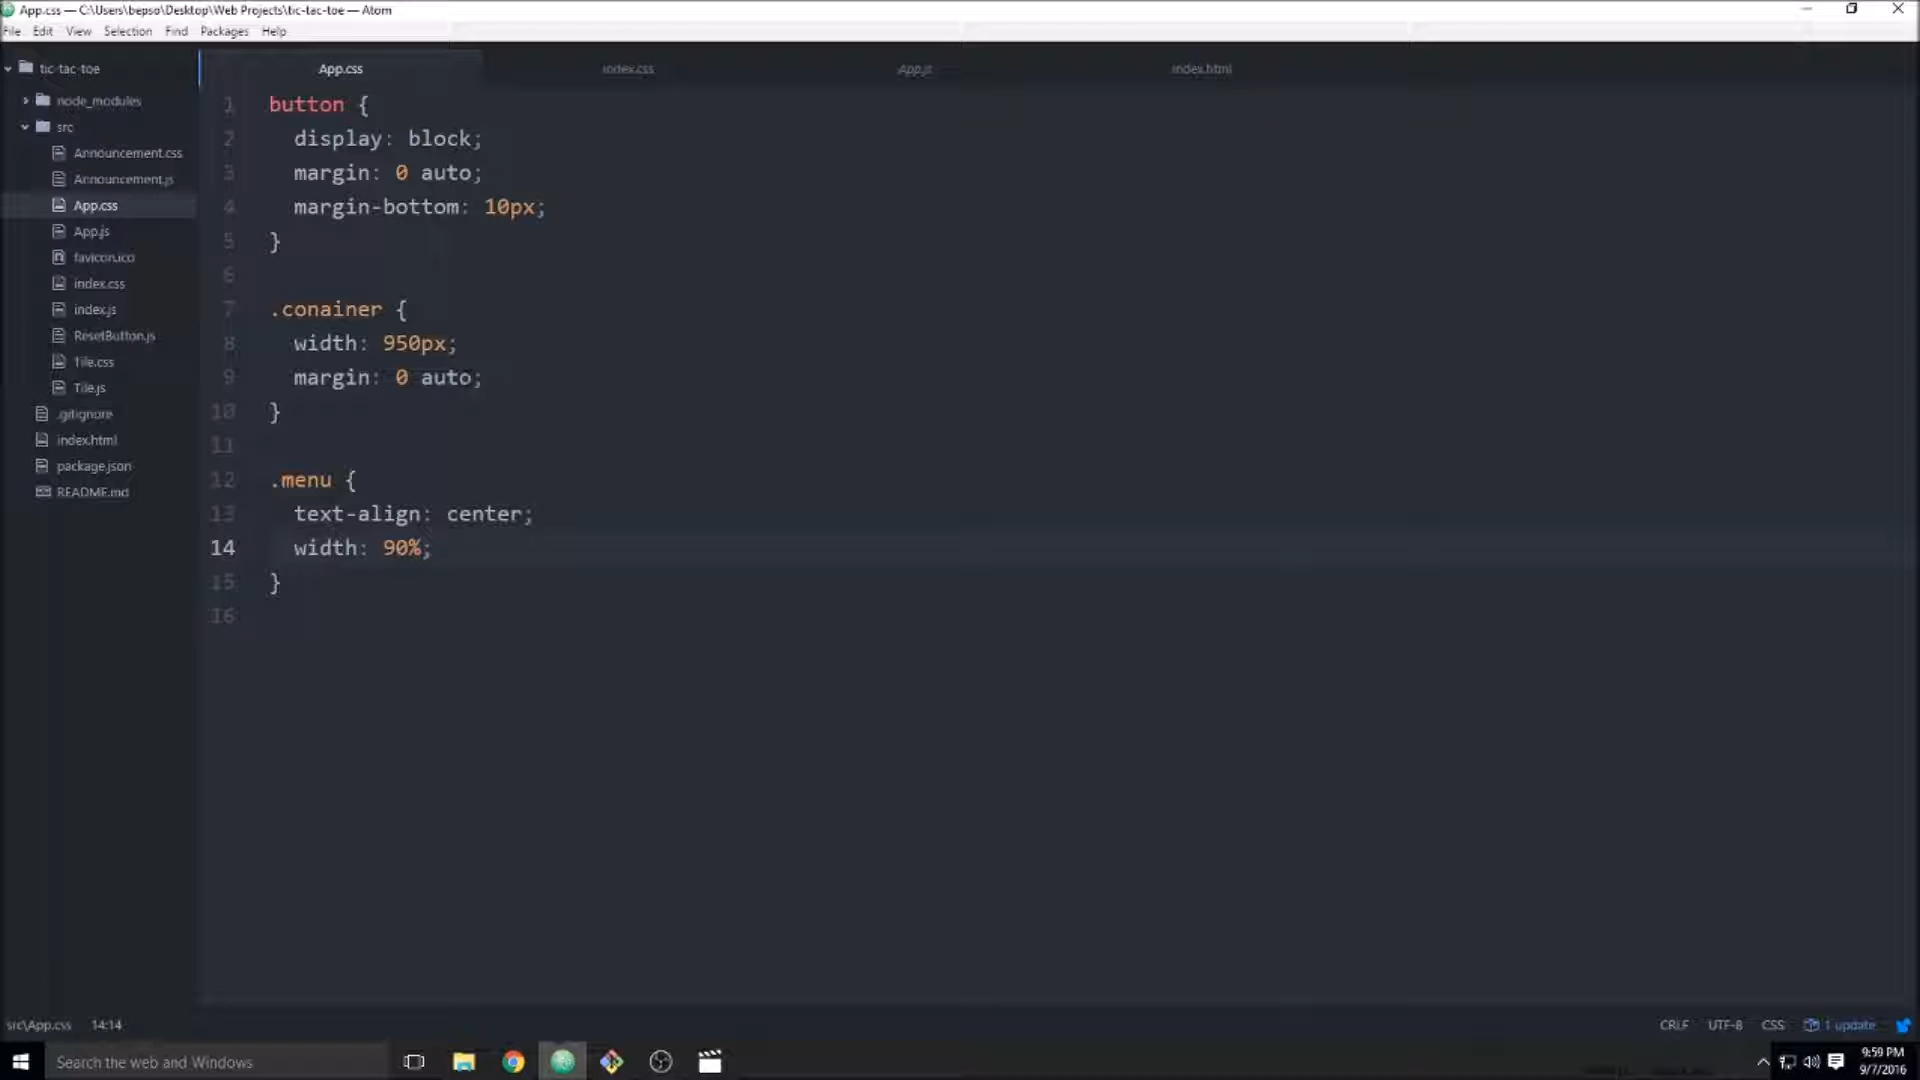 App.css — C:\Users\bepso\Desktop\Web Projects\tic-tac-toe — Atom
File Edit View Selection Find Packages Help
tic-tac-toe
node_modules
src
Announcement.css
Announcement.js
App.css
App.js
favicon.ico
index.css
index.js
ResetButton.js
Tile.css
Tile.js
.gitignore
index.html
package.json
README.md
App.css index.css App.js index.html
1 button {
2 display: block;
3 margin: 0 auto;
4 margin-bottom: 10px;
5 }
6
7 .conainer {
8 width: 950px;
9 margin: 0 auto;
10 }
11
12 .menu {
13 text-align: center;
14 width: 90%;
15 }
16
src\App.css 14:14 CRLF UTF-8 CSS 1 update
Search the web and Windows
9:59 PM
9/7/2016